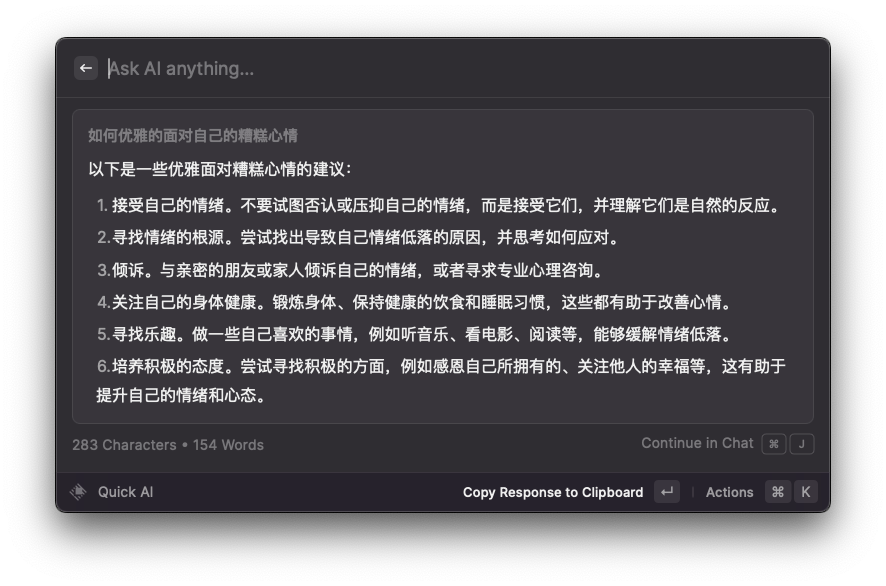 Ask AI anything...
如何优雅的面对自己的糟糕心情
以下是一些优雅面对糟糕心情的建议：
1. 接受自己的情绪。不要试图否认或压抑自己的情绪，而是接受它们，并理解它们是自然的反应。
2.寻找情绪的根源。尝试找出导致自己情绪低落的原因，并思考如何应对。
3.倾诉。与亲密的朋友或家人倾诉自己的情绪，或者寻求专业心理咨询。
4.关注自己的身体健康。锻炼身体、保持健康的饮食和睡眠习惯，这些都有助于改善心情。
5.寻找乐趣。做一些自己喜欢的事情，例如听音乐、看电影、阅读等，能够缓解情绪低落。
6.培养积极的态度。尝试寻找积极的方面，例如感恩自己所拥有的、关注他人的幸福等，这有助于
提升自己的情绪和心态。
283 Characters • 154 Words
Continue in Chat ⌘ J
Quick AI
Copy Response to Clipboard ↵ | Actions ⌘ K